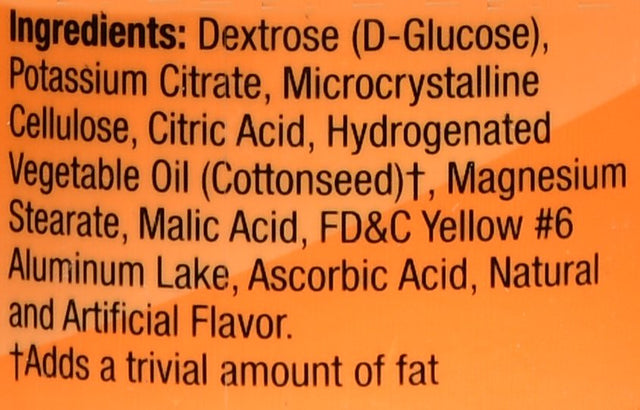 Ingredients: Dextrose (D-Glucose),
Potassium Citrate, Microcrystalline
Cellulose, Citric Acid, Hydrogenated
Vegetable Oil (Cottonseed)†, Magnesium
Stearate, Malic Acid, FD&C Yellow #6
Aluminum Lake, Ascorbic Acid, Natural
and Artificial Flavor.
†Adds a trivial amount of fat